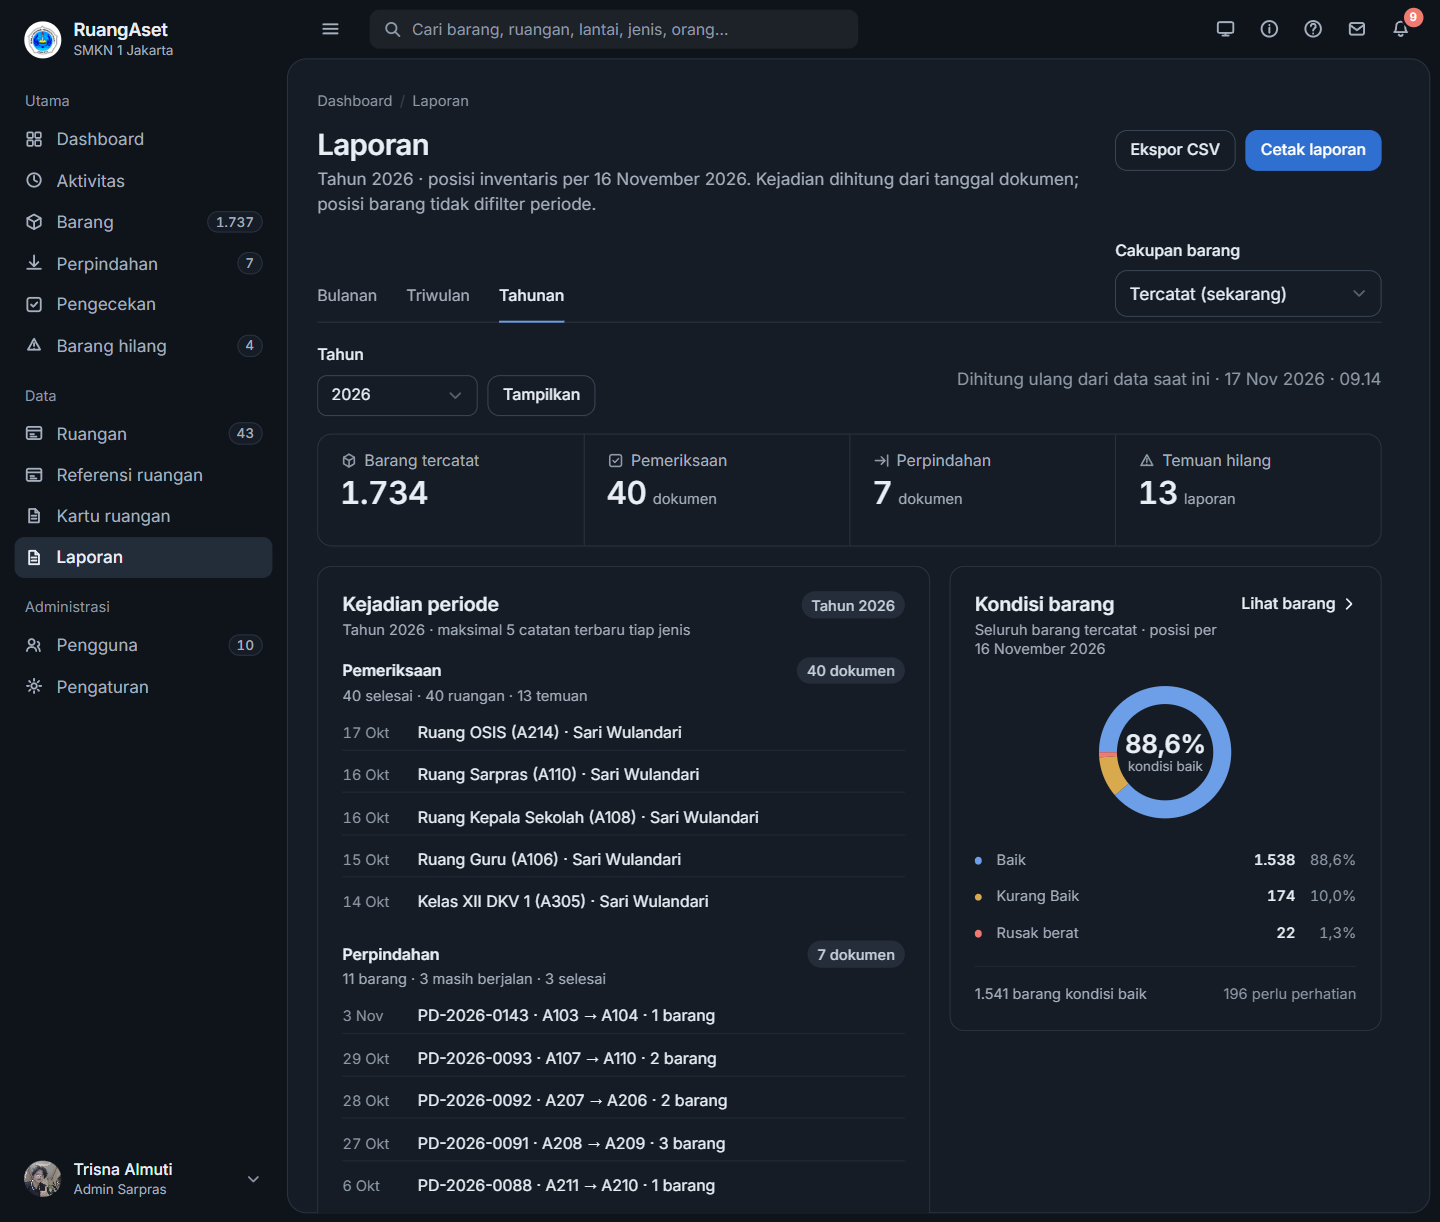 RuangAset
SMKN 1 Jakarta
Cari barang, ruangan, lantai, jenis, orang...
9
Utama
Dashboard
Aktivitas
Barang 1.737
Perpindahan 7
Pengecekan
Barang hilang 4
Data
Ruangan 43
Referensi ruangan
Kartu ruangan
Laporan
Administrasi
Pengguna 10
Pengaturan
Trisna Almuti
Admin Sarpras
Dashboard / Laporan
Laporan
Tahun 2026 · posisi inventaris per 16 November 2026. Kejadian dihitung dari tanggal dokumen;
posisi barang tidak difilter periode.
Ekspor CSV
Cetak laporan
Cakupan barang
Tercatat (sekarang)
Bulanan Triwulan Tahunan
Tahun
2026
Tampilkan
Dihitung ulang dari data saat ini · 17 Nov 2026 · 09.14
Barang tercatat
1.734
Pemeriksaan
40 dokumen
Perpindahan
7 dokumen
Temuan hilang
13 laporan
Kejadian periode
Tahun 2026
Tahun 2026 · maksimal 5 catatan terbaru tiap jenis
Pemeriksaan
40 dokumen
40 selesai · 40 ruangan · 13 temuan
17 Okt Ruang OSIS (A214) · Sari Wulandari
16 Okt Ruang Sarpras (A110) · Sari Wulandari
16 Okt Ruang Kepala Sekolah (A108) · Sari Wulandari
15 Okt Ruang Guru (A106) · Sari Wulandari
14 Okt Kelas XII DKV 1 (A305) · Sari Wulandari
Perpindahan
7 dokumen
11 barang · 3 masih berjalan · 3 selesai
3 Nov PD-2026-0143 · A103 → A104 · 1 barang
29 Okt PD-2026-0093 · A107 → A110 · 2 barang
28 Okt PD-2026-0092 · A207 → A206 · 2 barang
27 Okt PD-2026-0091 · A208 → A209 · 3 barang
6 Okt PD-2026-0088 · A211 → A210 · 1 barang
Kondisi barang
Lihat barang
Seluruh barang tercatat · posisi per
16 November 2026
88,6%
kondisi baik
Baik 1.538 88,6%
Kurang Baik 174 10,0%
Rusak berat 22 1,3%
1.541 barang kondisi baik
196 perlu perhatian